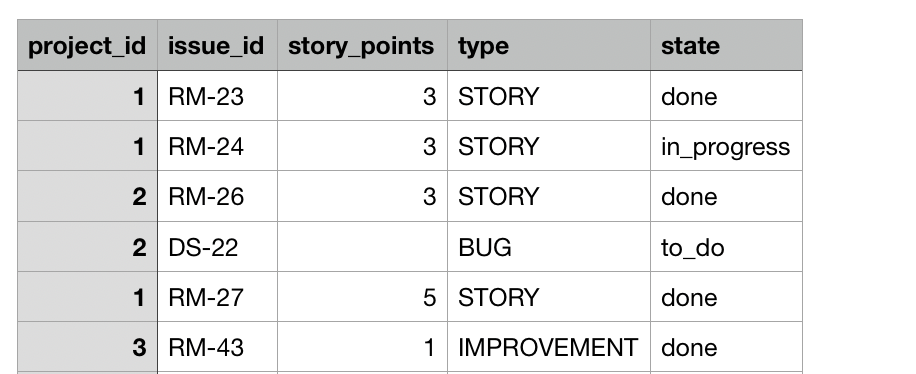 project_id issue_id story_points type state
1 RM-23 3 STORY done
1 RM-24 3 STORY in_progress
2 RM-26 3 STORY done
2 DS-22 BUG to_do
1 RM-27 5 STORY done
3 RM-43 1 IMPROVEMENT done